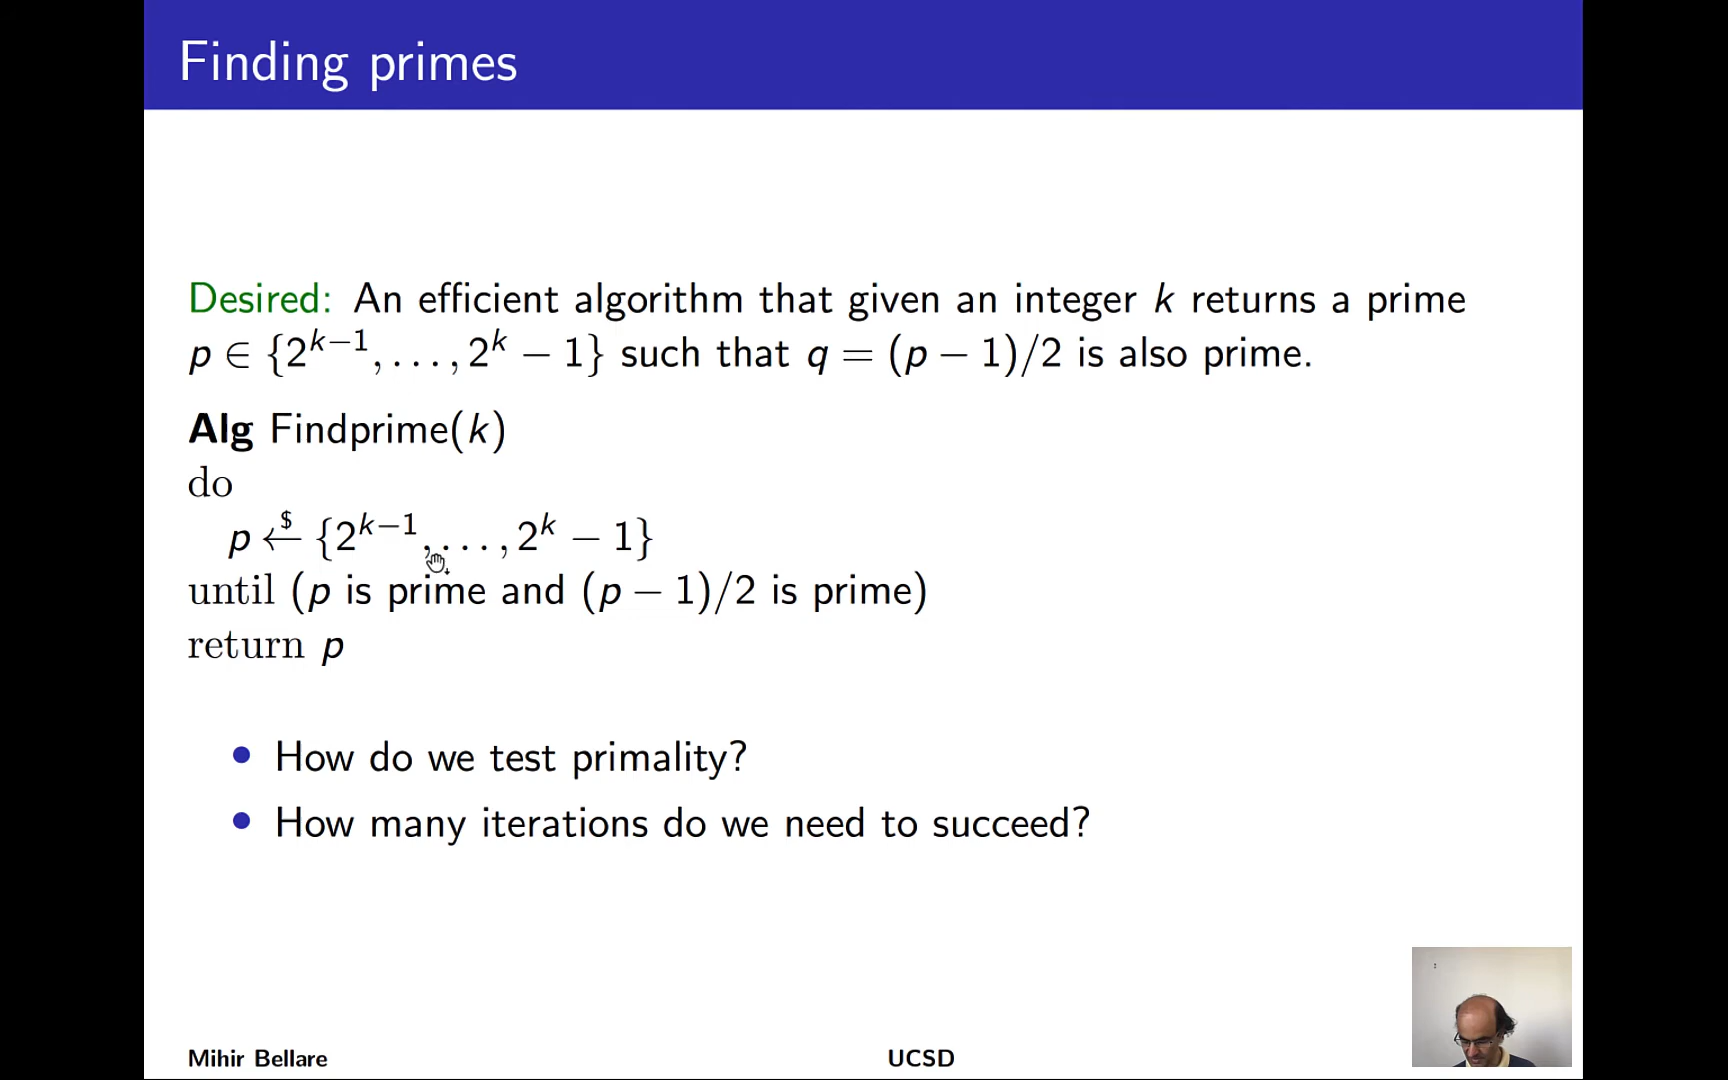 Finding primes
Desired: An efficient algorithm that given an integer k returns a prime
p ∈ {2^{k−1}, . . . , 2^k − 1} such that q = (p − 1)/2 is also prime.
Alg Findprime(k)
do
p ←$ {2^{k−1}, . . . , 2^k − 1}
until (p is prime and (p − 1)/2 is prime)
return p
• How do we test primality?
• How many iterations do we need to succeed?
Mihir Bellare UCSD